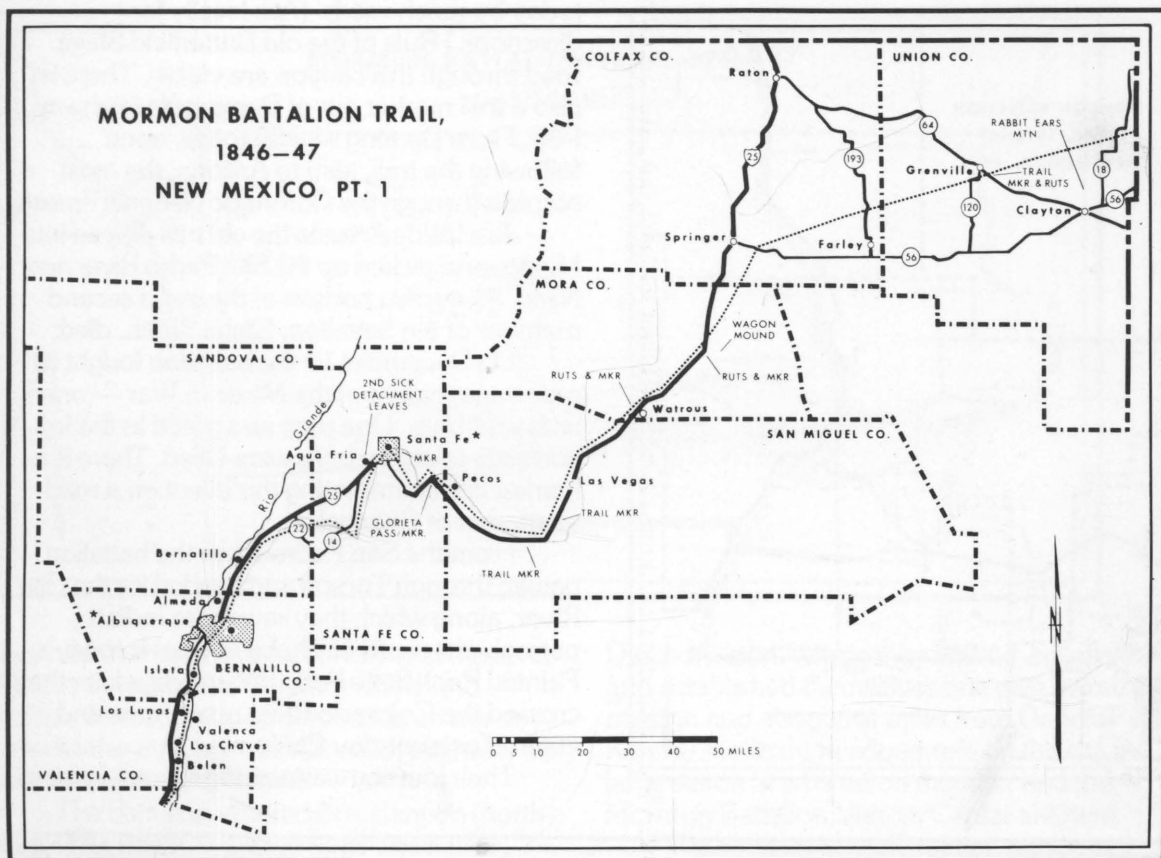 MORMON BATTALION TRAIL,
1846–47
NEW MEXICO, PT. 1
COLFAX CO.
UNION CO.
Raton
64
RABBIT EARS
MTN
25
193
18
Grenville
TRAIL
MKR. & RUTS
120
56
Clayton
Springer
Farley
56
MORA CO.
WAGON
MOUND
SANDOVAL CO.
RUTS & MKR
RUTS & MKR
2ND SICK
DETACHMENT
LEAVES
Rio Grande
Watrous
SAN MIGUEL CO.
Santa Fe
Aqua Fria
MKR
Pecos
Las Vegas
25
22
14
GLORIETA
PASS-MKR
TRAIL MKR
Bernalillo
TRAIL MKR
Alameda
Albuquerque
SANTA FE CO.
BERNALILLO
CO.
Los Lunas
Valenca
Los Chaves
Belen
VALENCIA CO.
0 5 10 20 30 40 50 MILES
N